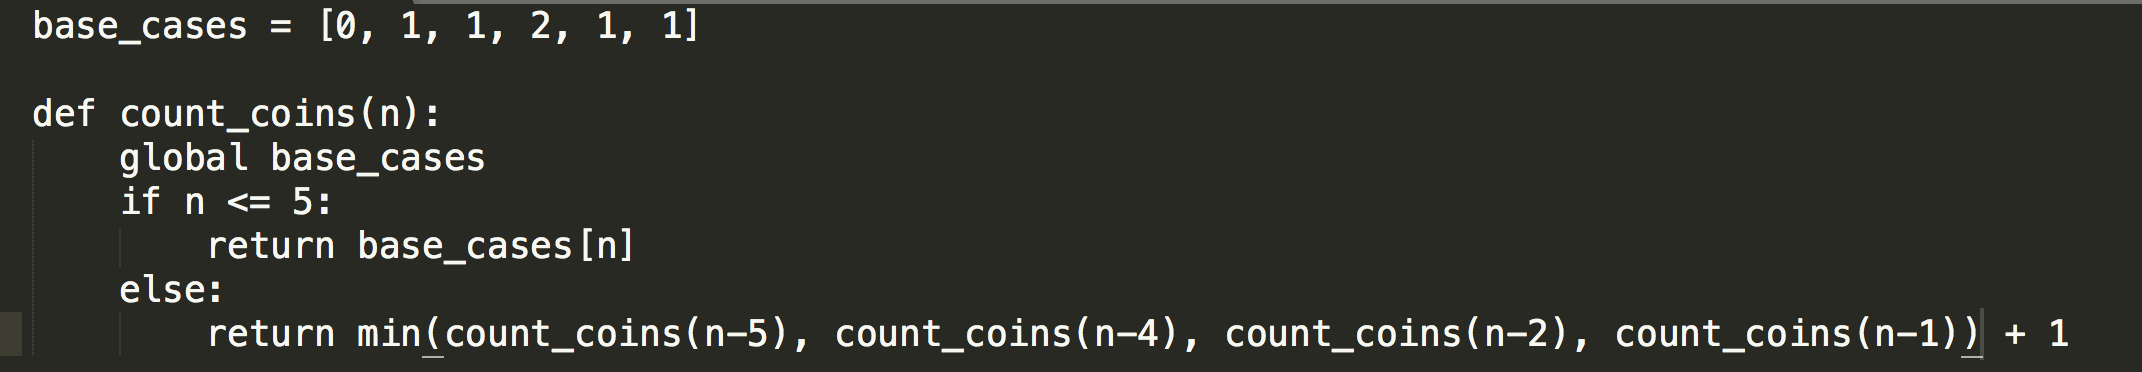 base_cases = [0, 1, 1, 2, 1, 1]
def count_coins(n):
    global base_cases
    if n <= 5:
        return base_cases[n]
    else:
        return min(count_coins(n-5), count_coins(n-4), count_coins(n-2), count_coins(n-1)) + 1